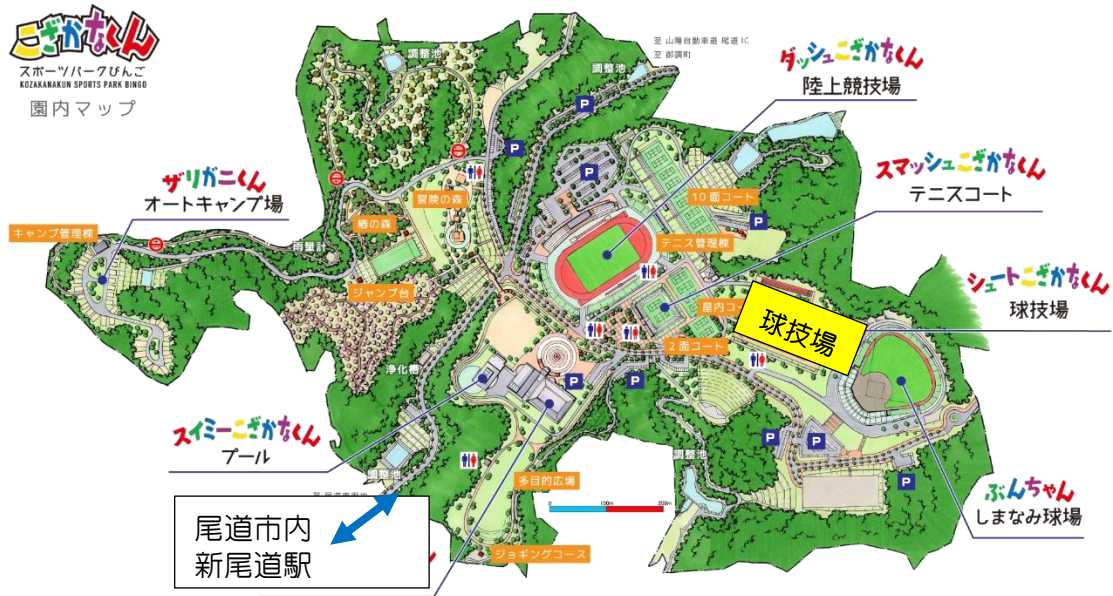 こざかなくん
スポーツパークびんご
KOZAKANAKUN SPORTS PARK BINGO
園内マップ
至 山陽自動車道 尾道IC
至 御調町
調整池
調整池
ダッシュこざかなくん
陸上競技場
スマッシュこざかなくん
テニスコート
ザリガニくん
オートキャンプ場
キャンプ管理棟
雨量計
椿の森
冒険の森
ジャンプ台
10面コート
テニス管理棟
屋内コー
2面コート
球技場
シュートこざかなくん
球技場
浄化槽
スイミーこざかなくん
プール
調整池
多目的広場
ジョギングコース
調整池
0
100m
200m
ぶんちゃん
しまなみ球場
尾道市内
新尾道駅
P
P
P
P
P
P
P
P
P